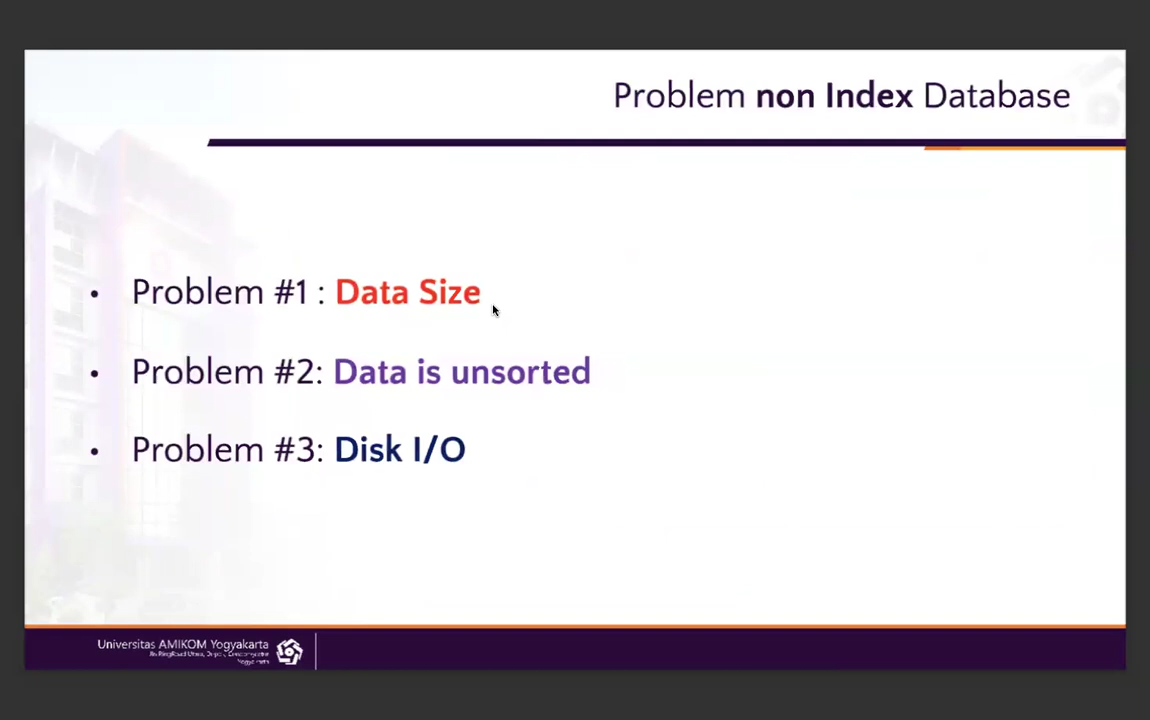 Problem non Index Database
• Problem #1 : Data Size
• Problem #2: Data is unsorted
• Problem #3: Disk I/O
Universitas AMIKOM Yogyakarta